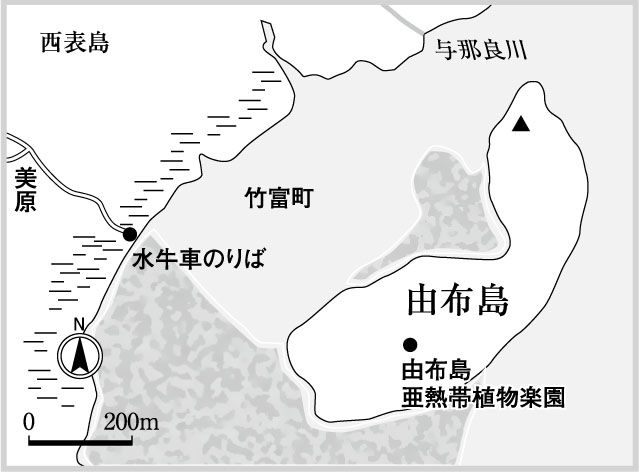 西表島
与那良川
美原
竹富町
水牛車のりば
由布島
由布島
亜熱帯植物楽園
N
0 200m